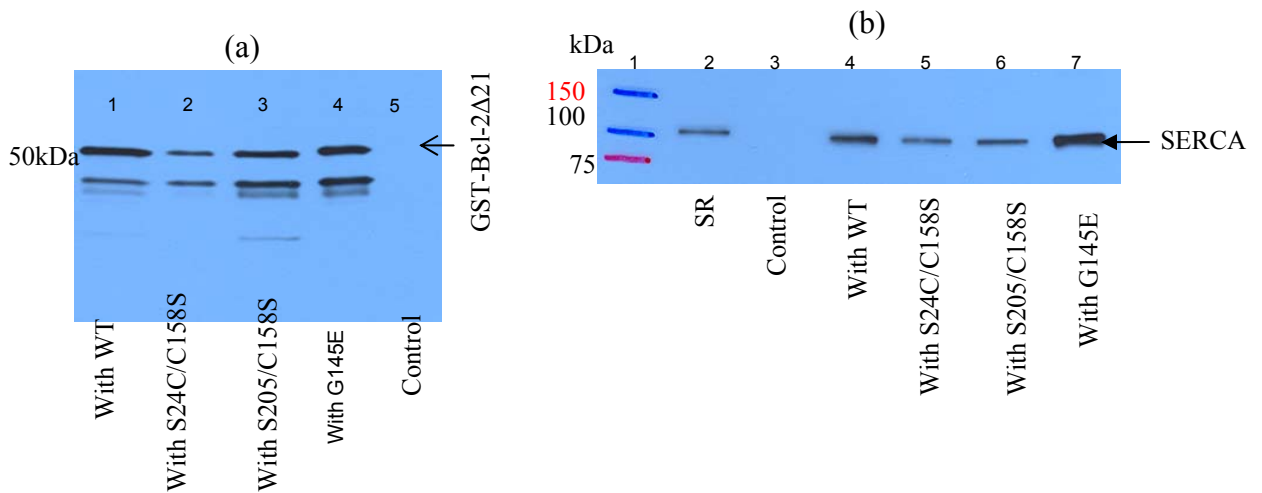 (a)
1 2 3 4 5
50kDa
GST-Bcl-2Δ21
With WT
With S24C/C158S
With S205/C158S
With G145E
Control
(b)
kDa
1 2 3 4 5 6 7
150
100
75
SERCA
SR
Control
With WT
With S24C/C158S
With S205/C158S
With G145E